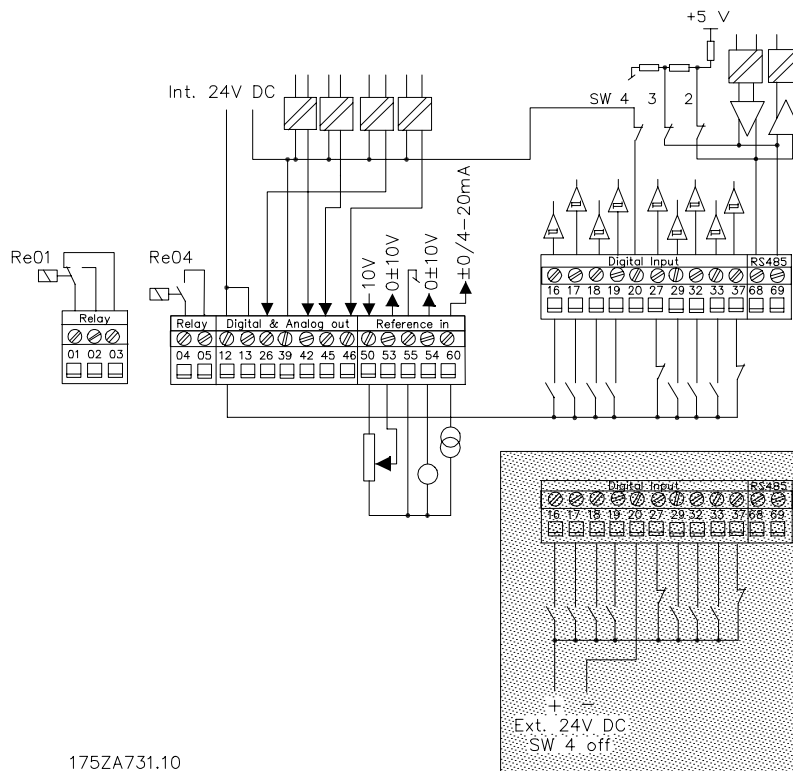 +5 V
Int. 24V DC
SW 4 3 2
Re01
Re04
10V
0±10V
0±10V
±0/4-20mA
Digital Input RS485
16 17 18 19 20 27 29 32 33 37 68 69
Relay
01 02 03
Relay Digital & Analog out Reference in
04 05 12 13 26 39 42 45 46 50 53 55 54 60
Digital Input RS485
16 17 18 19 20 27 29 32 33 37 68 69
+ −
Ext. 24V DC
SW 4 off
175ZA731.10